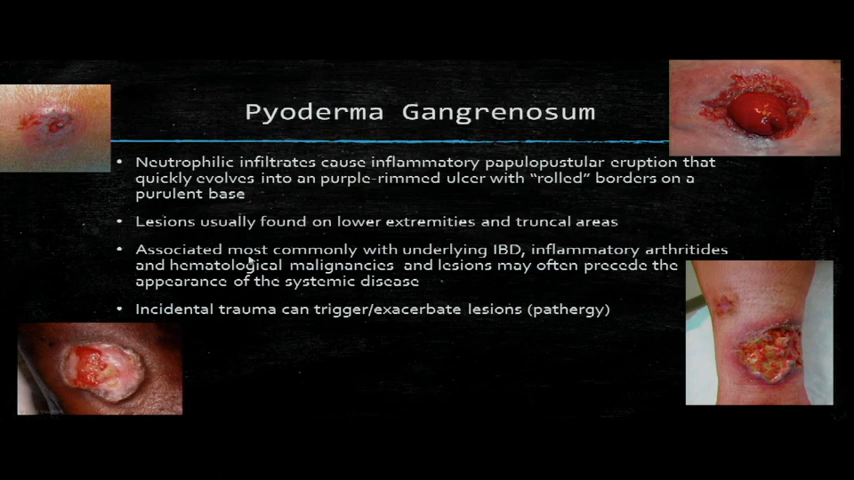 Pyoderma Gangrenosum
• Neutrophilic infiltrates cause inflammatory papulopustular eruption that
quickly evolves into an purple-rimmed ulcer with "rolled" borders on a
purulent base
• Lesions usually found on lower extremities and truncal areas
• Associated most commonly with underlying IBD, inflammatory arthritides
and hematological malignancies and lesions may often precede the
appearance of the systemic disease
• Incidental trauma can trigger/exacerbate lesions (pathergy)